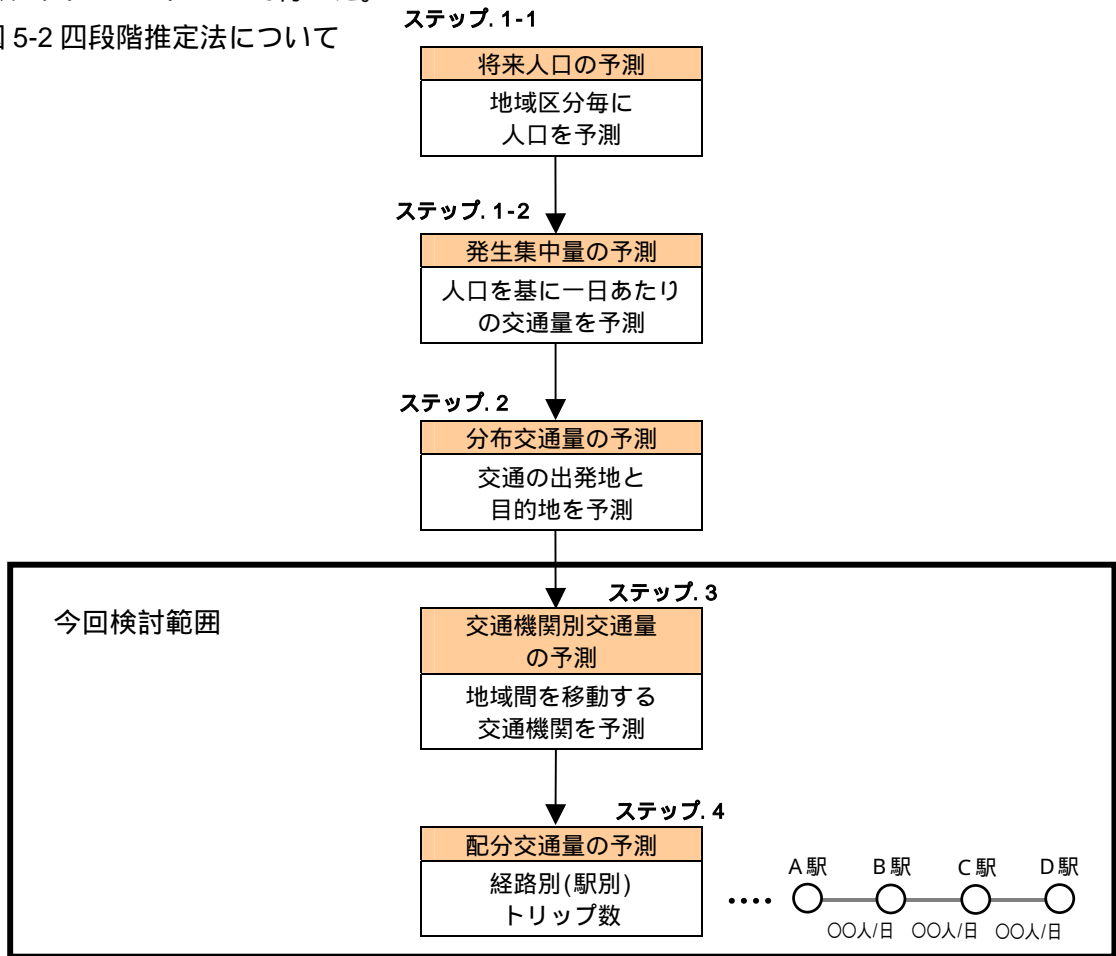 図 5-2 四段階推定法について
ステップ. 1-1
将来人口の予測
地域区分毎に
人口を予測
ステップ. 1-2
発生集中量の予測
人口を基に一日あたり
の交通量を予測
ステップ. 2
分布交通量の予測
交通の出発地と
目的地を予測
今回検討範囲
ステップ. 3
交通機関別交通量
の予測
地域間を移動する
交通機関を予測
ステップ. 4
配分交通量の予測
経路別(駅別)
トリップ数
‥‥
A駅 B駅 C駅 D駅
〇〇人/日 〇〇人/日 〇〇人/日